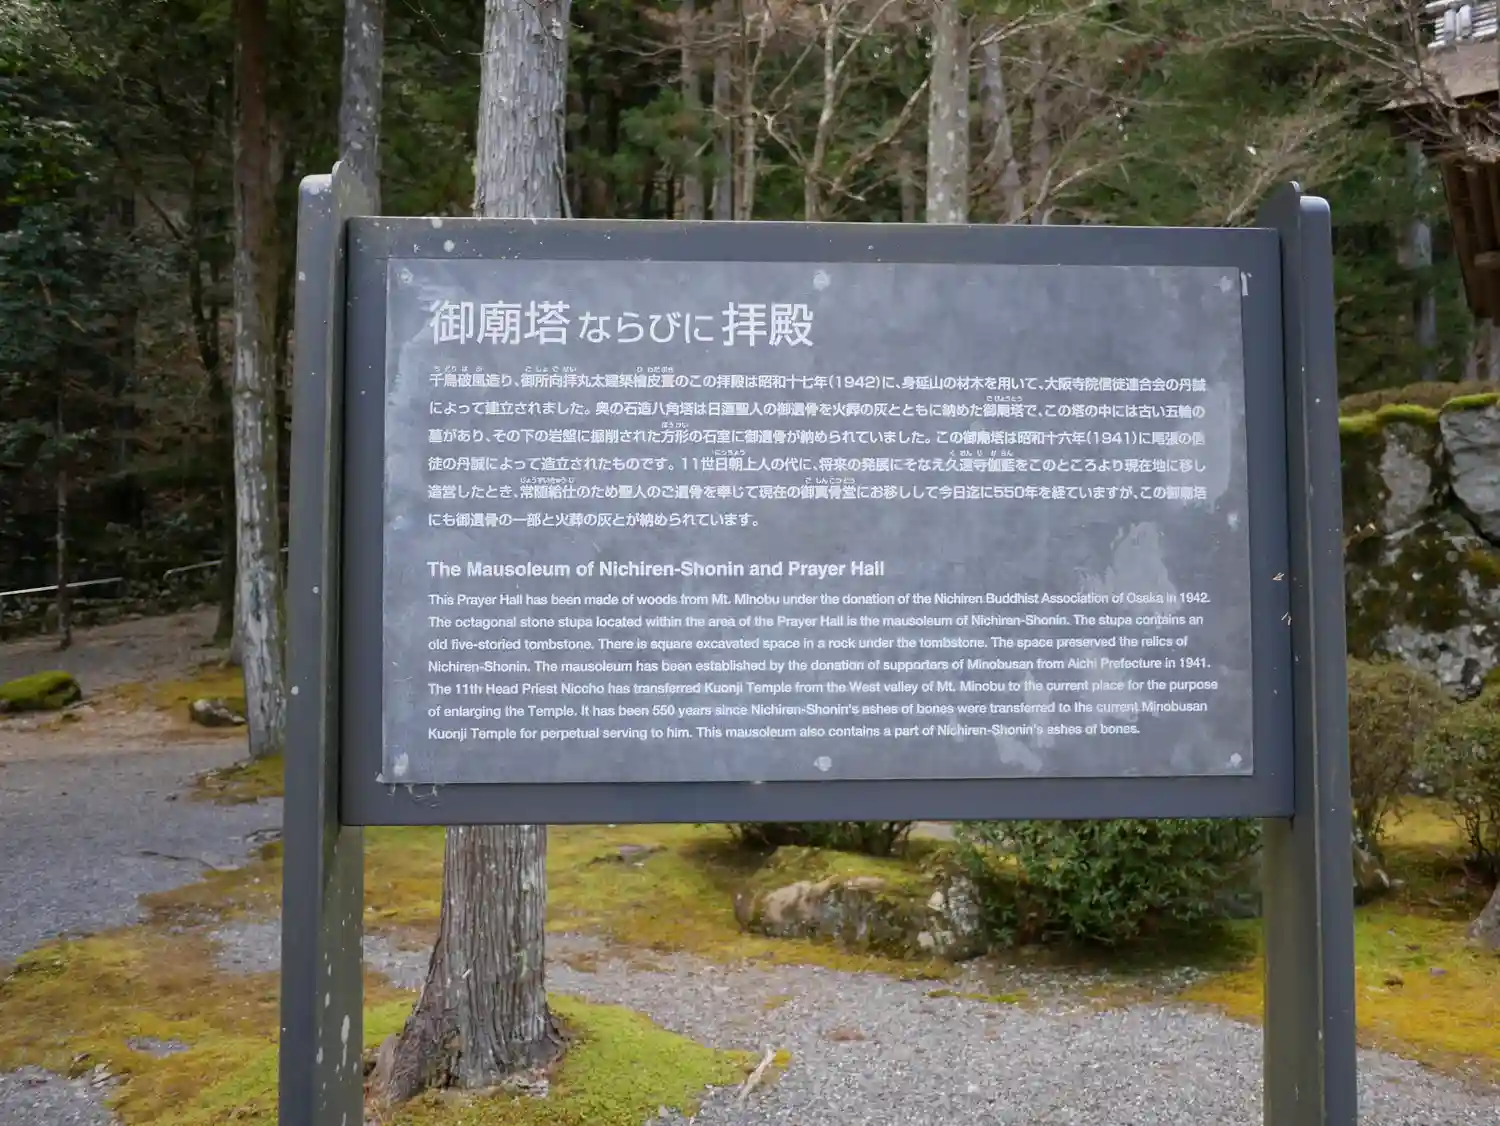 御廟塔ならびに拝殿
千鳥破風造り、御所向拝丸太建築檜皮葺のこの拝殿は昭和十七年(1942)に、身延山の材木を用いて、大阪寺院信徒連合会の丹誠
によって建立されました。奥の石造八角塔は日蓮聖人の御遺骨を火葬の灰とともに納めた御廟塔で、この塔の中には古い五輪の
墓があり、その下の岩盤に掘削された方形の石室に御遺骨が納められていました。この御廟塔は昭和十六年(1941)に尾張の信
徒の丹誠によって造立されたものです。11世日朝上人の代に、将来の発展にそなえ久遠寺伽藍をこのところより現在地に移し
造営したとき、常随給仕のため聖人のご遺骨を奉じて現在の御真骨堂にお移しして今日迄に550年を経ていますが、この御廟塔
にも御遺骨の一部と火葬の灰とが納められています。
The Mausoleum of Nichiren-Shonin and Prayer Hall
This Prayer Hall has been made of woods from Mt. Minobu under the donation of the Nichiren Buddhist Association of Osaka in 1942.
The octagonal stone stupa located within the area of the Prayer Hall is the mausoleum of Nichiren-Shonin. The stupa contains an
old five-storied tombstone. There is square excavated space in a rock under the tombstone. The space preserved the relics of
Nichiren-Shonin. The mausoleum has been established by the donation of supporters of Minobusan from Aichi Prefecture in 1941.
The 11th Head Priest Niccho has transferred Kuonji Temple from the West valley of Mt. Minobu to the current place for the purpose
of enlarging the Temple. It has been 550 years since Nichiren-Shonin's ashes of bones were transferred to the current Minobusan
Kuonji Temple for perpetual serving to him. This mausoleum also contains a part of Nichiren-Shonin's ashes of bones.